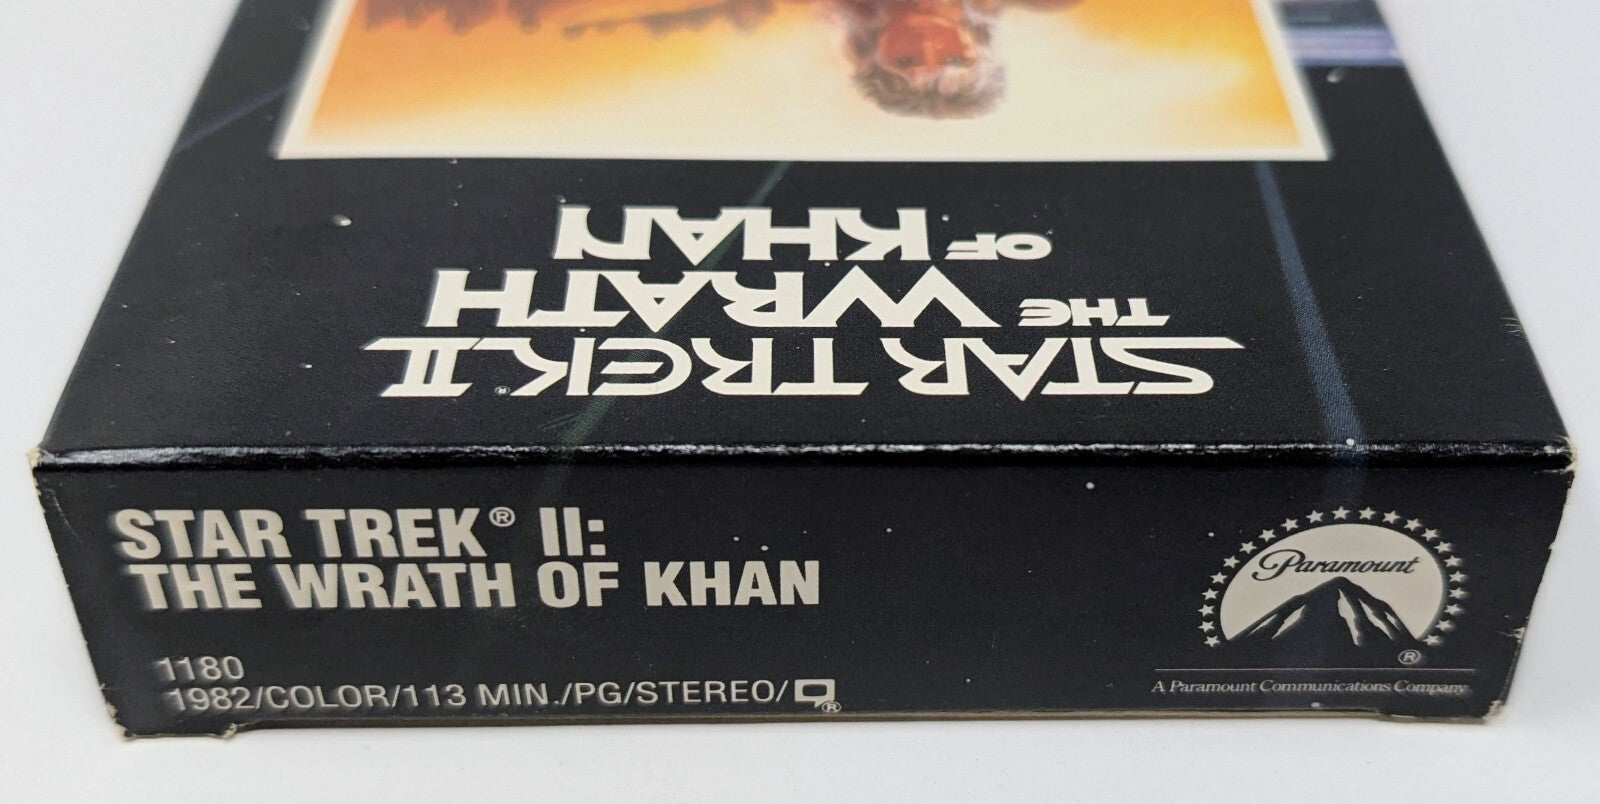 STAR TREK® II
THE WRATH
OF KHAN
STAR TREK® II:
THE WRATH OF KHAN
1180
1982/COLOR/113 MIN./PG/STEREO/
®
Paramount
®
A Paramount Communications Company